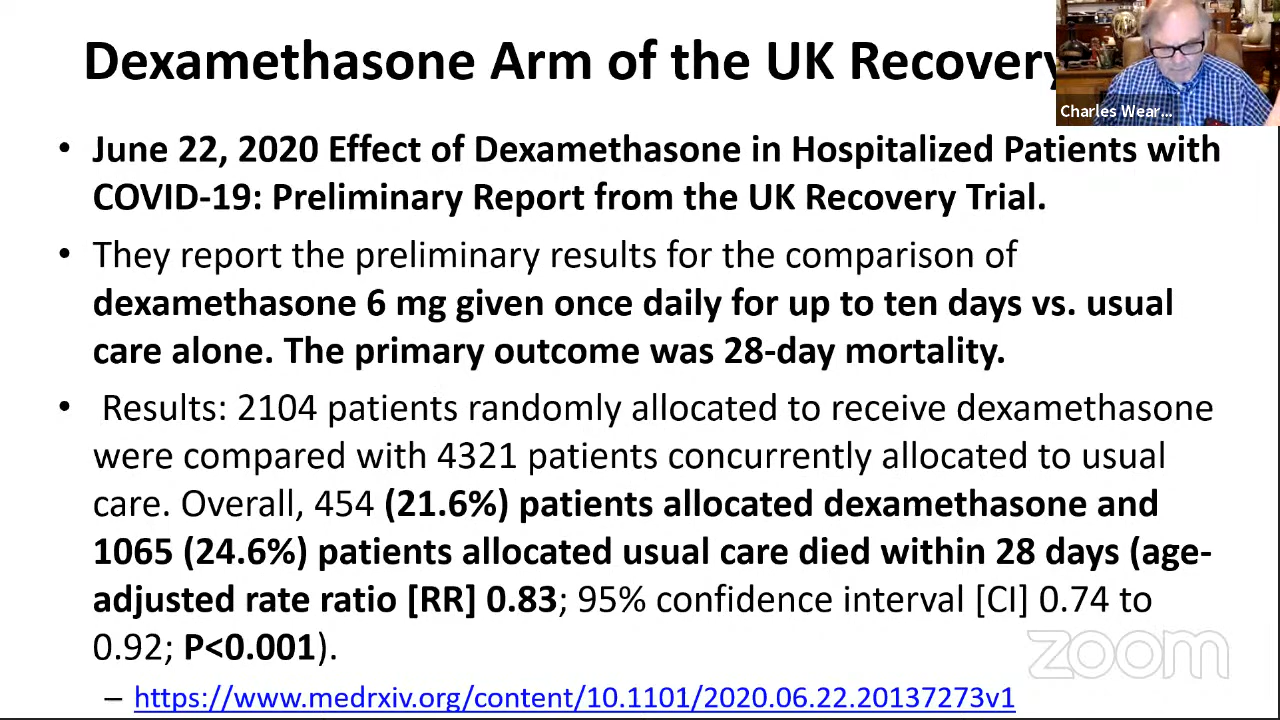 Dexamethasone Arm of the UK Recovery
Charles Wear...
• June 22, 2020 Effect of Dexamethasone in Hospitalized Patients with
COVID-19: Preliminary Report from the UK Recovery Trial.
• They report the preliminary results for the comparison of
dexamethasone 6 mg given once daily for up to ten days vs. usual
care alone. The primary outcome was 28-day mortality.
• Results: 2104 patients randomly allocated to receive dexamethasone
were compared with 4321 patients concurrently allocated to usual
care. Overall, 454 (21.6%) patients allocated dexamethasone and
1065 (24.6%) patients allocated usual care died within 28 days (age-
adjusted rate ratio [RR] 0.83; 95% confidence interval [CI] 0.74 to
0.92; P<0.001).
zoom
– https://www.medrxiv.org/content/10.1101/2020.06.22.20137273v1